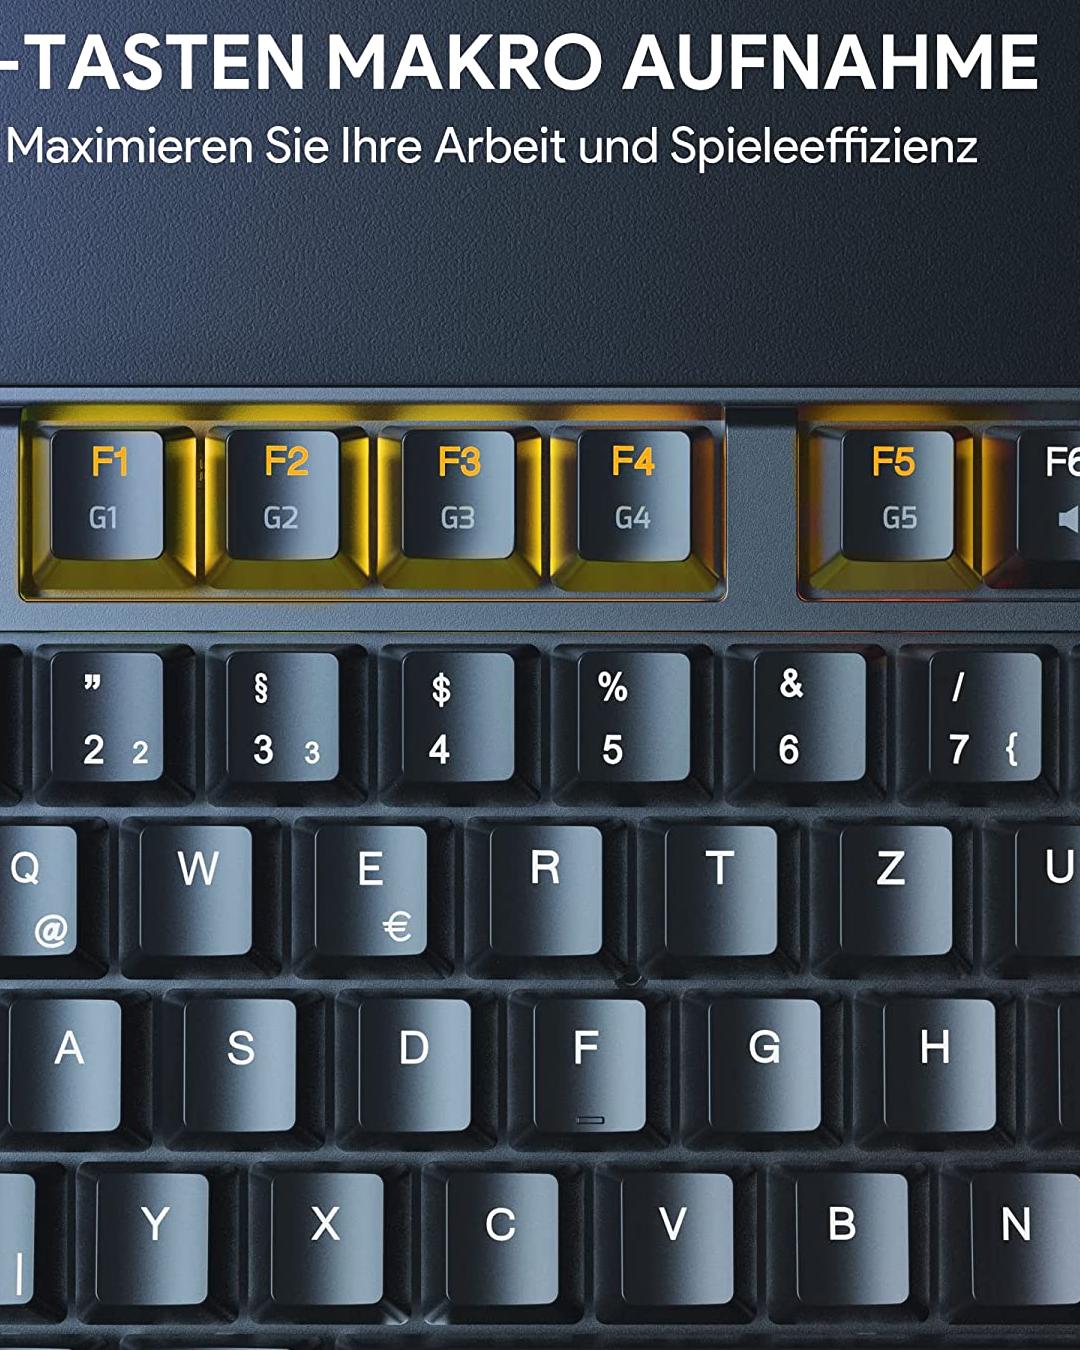 -TASTEN MAKRO AUFNAHME
Maximieren Sie Ihre Arbeit und Spieleeffizienz
F1 F2 F3 F4 F5 F6
G1 G2 G3 G4 G5
" § $ % & /
2 2 3 3 4 5 6 7 {
Q W E R T Z U
@ €
A S D F G H
Y X C V B N
|